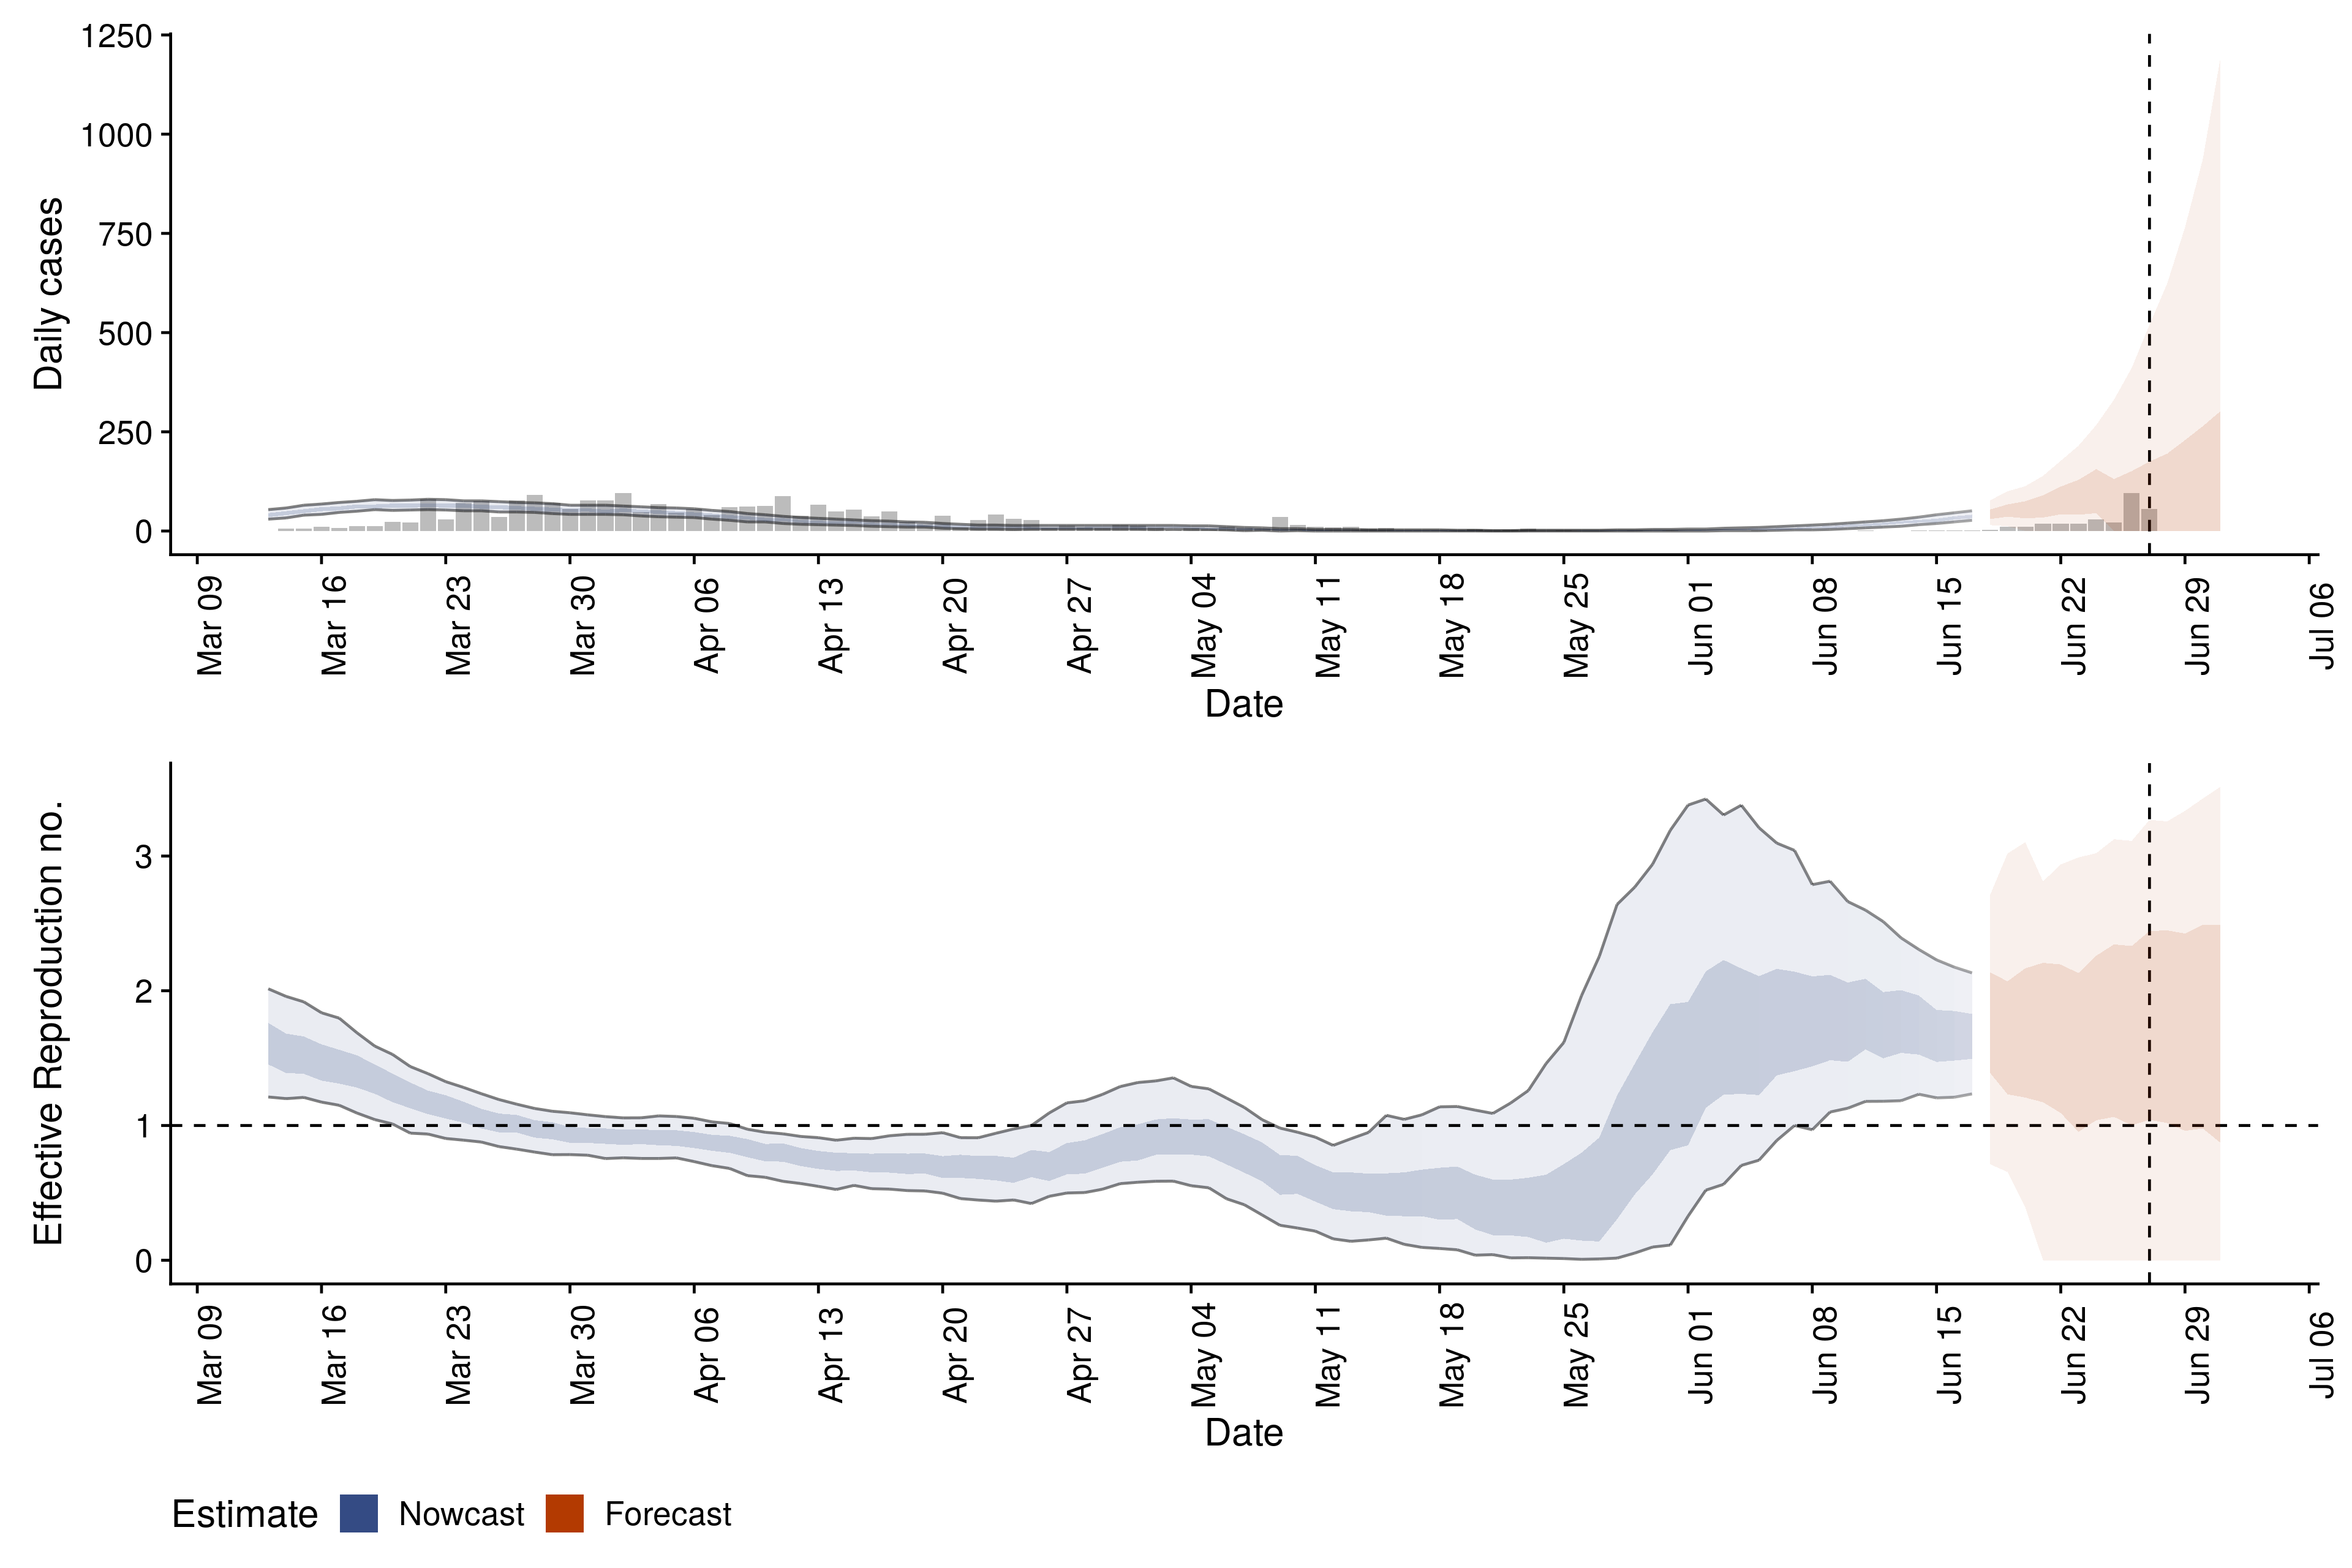 1250
1000
750
500
250
0
Daily cases
Mar 09
Mar 16
Mar 23
Mar 30
Apr 06
Apr 13
Apr 20
Apr 27
May 04
May 11
May 18
May 25
Jun 01
Jun 08
Jun 15
Jun 22
Jun 29
Jul 06
Date
3
2
1
0
Effective Reproduction no.
Mar 09
Mar 16
Mar 23
Mar 30
Apr 06
Apr 13
Apr 20
Apr 27
May 04
May 11
May 18
May 25
Jun 01
Jun 08
Jun 15
Jun 22
Jun 29
Jul 06
Date
Estimate Nowcast Forecast